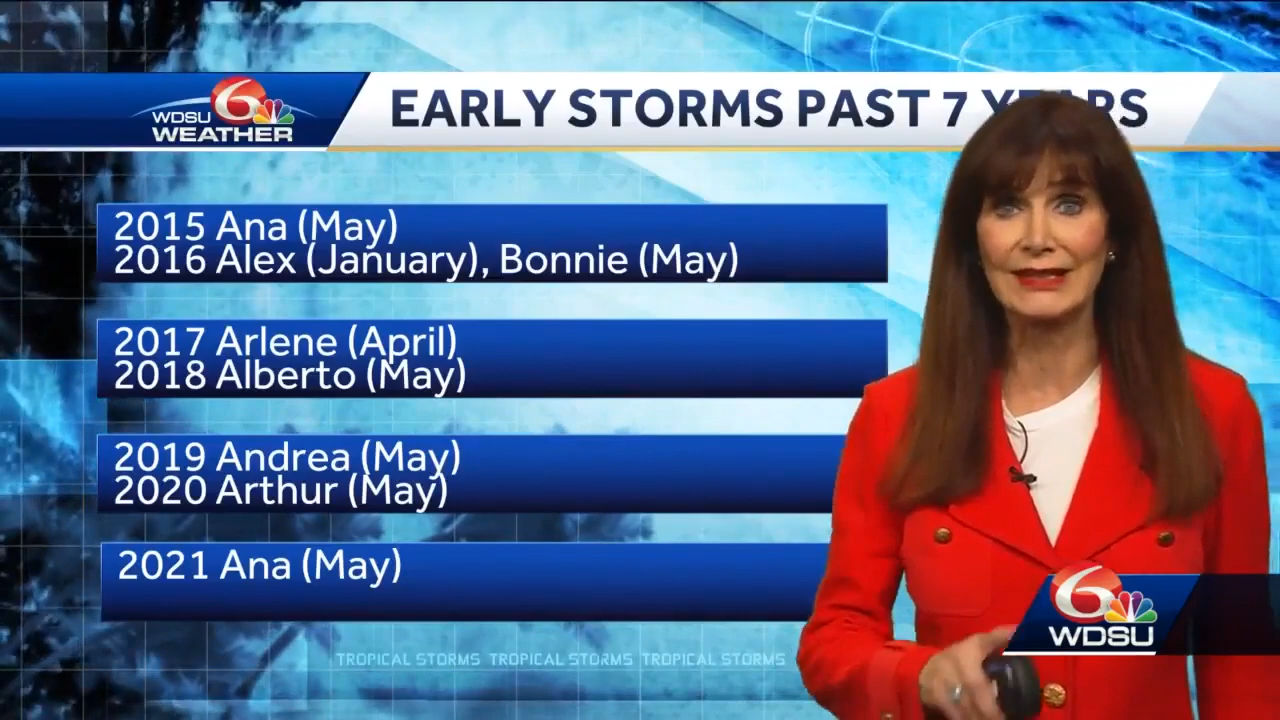 WDSU 6
WEATHER
EARLY STORMS PAST 7 YEARS
2015 Ana (May)
2016 Alex (January), Bonnie (May)
2017 Arlene (April)
2018 Alberto (May)
2019 Andrea (May)
2020 Arthur (May)
2021 Ana (May)
TROPICAL STORMS TROPICAL STORMS TROPICAL STORMS
6
WDSU